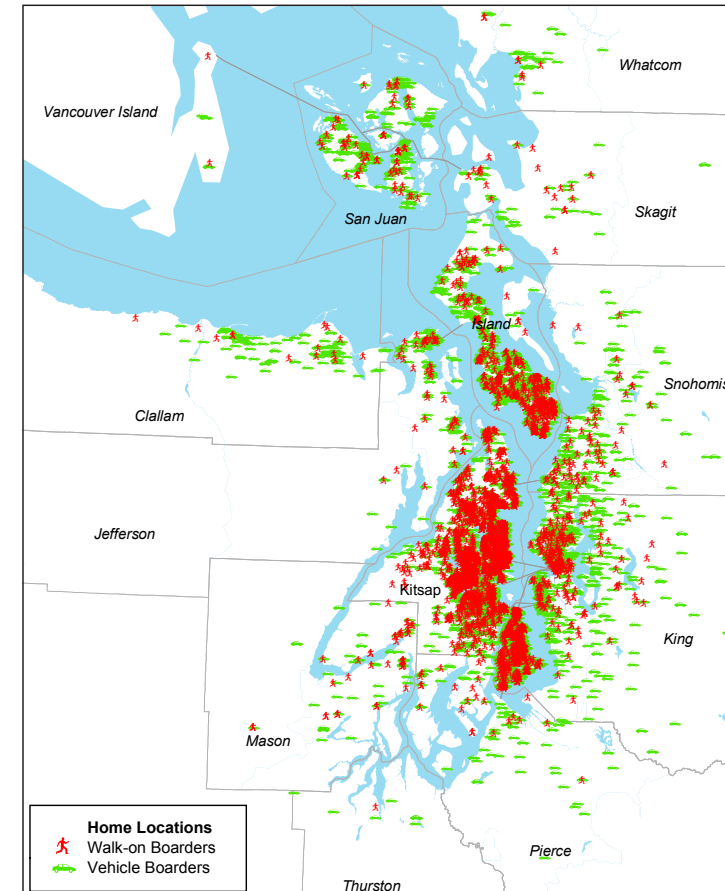 Whatcom
Vancouver Island
Skagit
San Juan
Island
Snohomis
Clallam
Jefferson
Kitsap
King
Mason
Home Locations
Walk-on Boarders
Vehicle Boarders
Pierce
Thurston